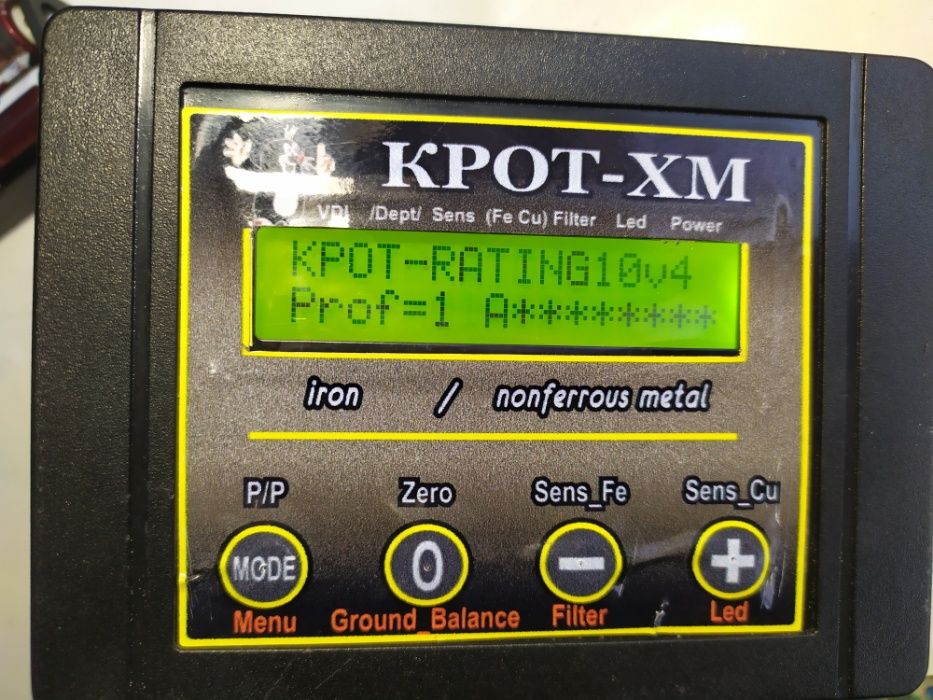 КРОТ-ХМ
VDI /Dept/ Sens (Fe Cu) Filter Led Power
KPOT-RATING10v4
Prof=1 A********
iron / nonferrous metal
P/P Zero Sens_Fe Sens_Cu
MODE 0 − +
Menu Ground_Balance Filter Led